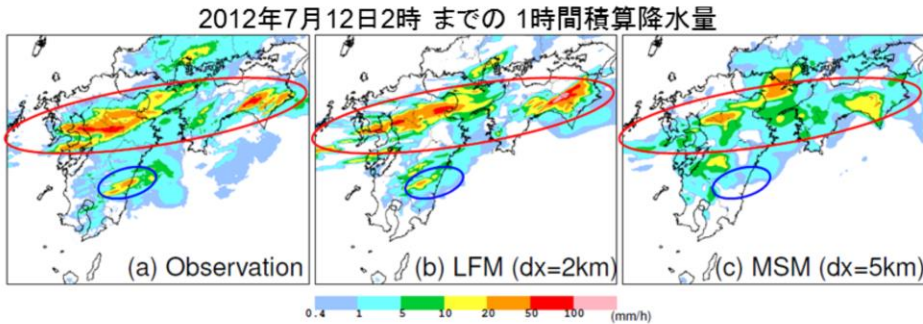 2012年7月12日2時 までの 1時間積算降水量
(a) Observation
(b) LFM (dx=2km)
(c) MSM (dx=5km)
0.4 1 5 10 20 50 100 (mm/h)